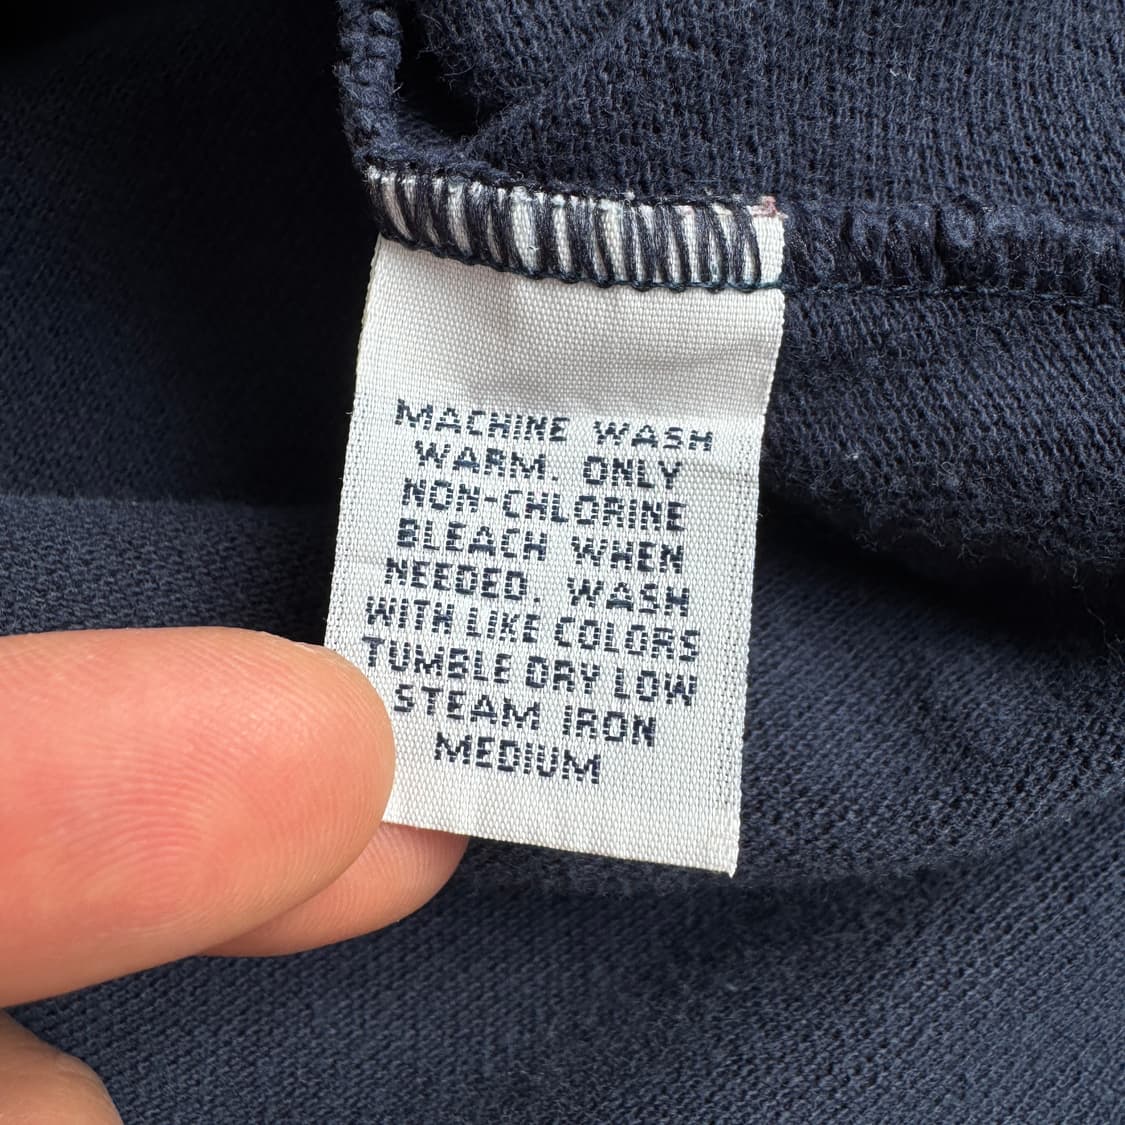 MACHINE WASH
WARM. ONLY
NON-CHLORINE
BLEACH WHEN
NEEDED. WASH
WITH LIKE COLORS
TUMBLE DRY LOW
STEAM IRON
MEDIUM